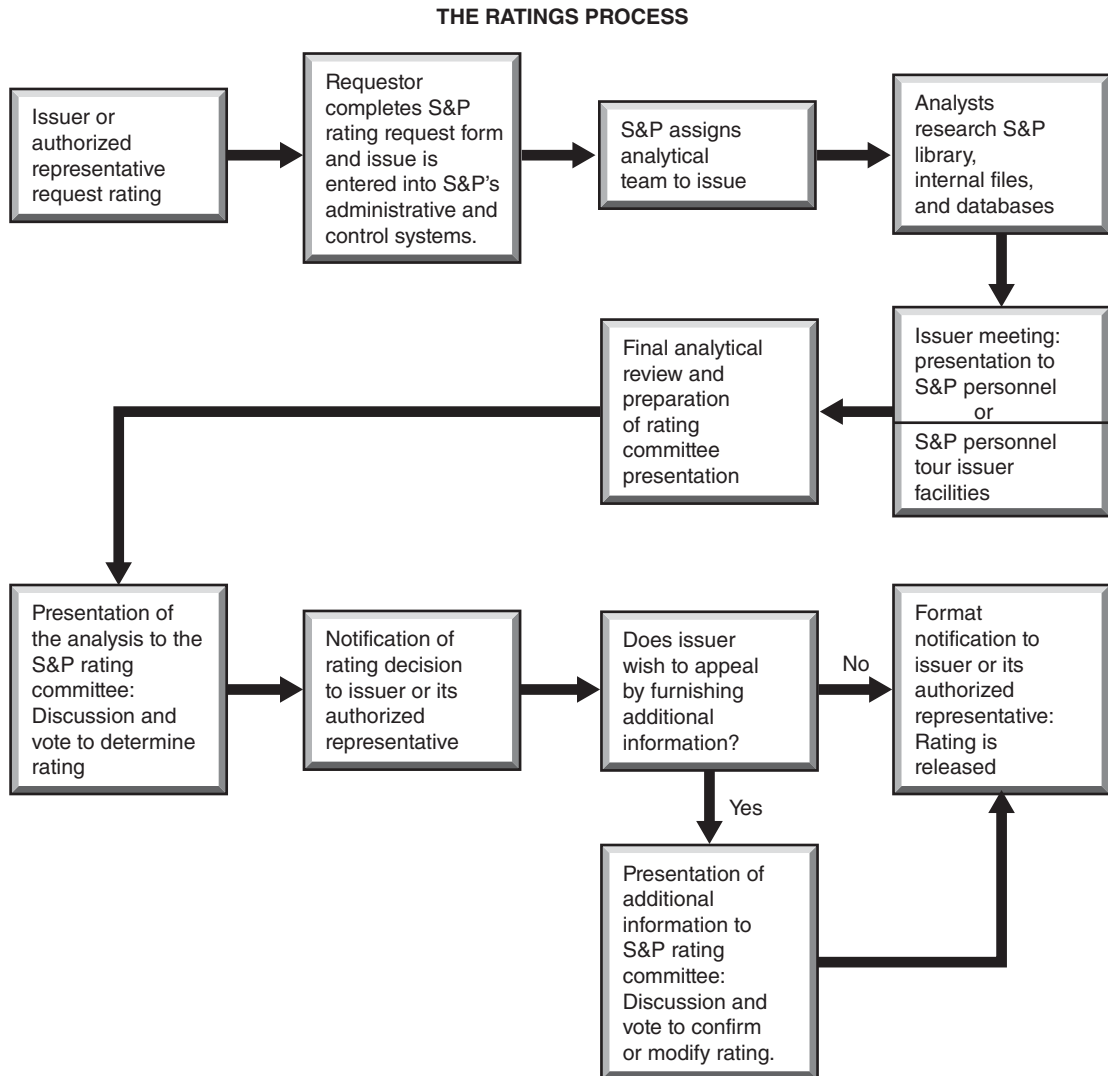 THE RATINGS PROCESS
Issuer or
authorized
representative
request rating
Requestor
completes S&P
rating request form
and issue is
entered into S&P's
administrative and
control systems.
S&P assigns
analytical
team to issue
Analysts
research S&P
library,
internal files,
and databases
Issuer meeting:
presentation to
S&P personnel
or
S&P personnel
tour issuer
facilities
Final analytical
review and
preparation
of rating
committee
presentation
Presentation of
the analysis to the
S&P rating
committee:
Discussion and
vote to determine
rating
Notification of
rating decision
to issuer or its
authorized
representative
Does issuer
wish to appeal
by furnishing
additional
information?
No
Format
notification to
issuer or its
authorized
representative:
Rating is
released
Yes
Presentation of
additional
information to
S&P rating
committee:
Discussion and
vote to confirm
or modify rating.